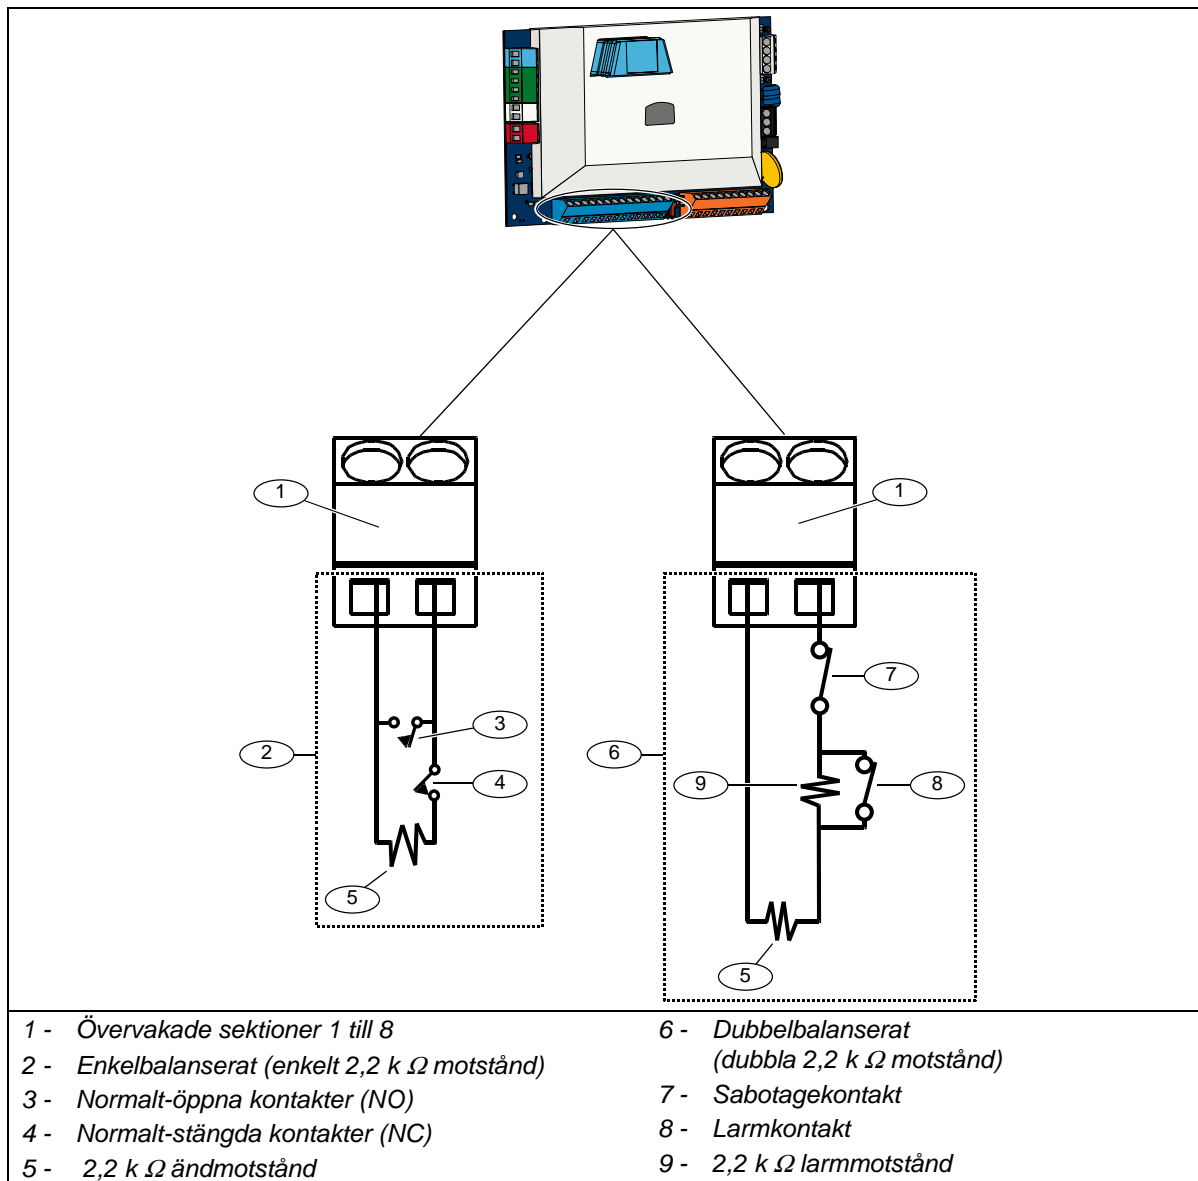 1
1
2
3
4
5
6
7
8
9
5
1 - Övervakade sektioner 1 till 8
2 - Enkelbalanserat (enkelt 2,2 k Ω motstånd)
3 - Normalt-öppna kontakter (NO)
4 - Normalt-stängda kontakter (NC)
5 - 2,2 k Ω ändmotstånd
6 - Dubbelbalanserat
(dubbla 2,2 k Ω motstånd)
7 - Sabotagekontakt
8 - Larmkontakt
9 - 2,2 k Ω larmmotstånd